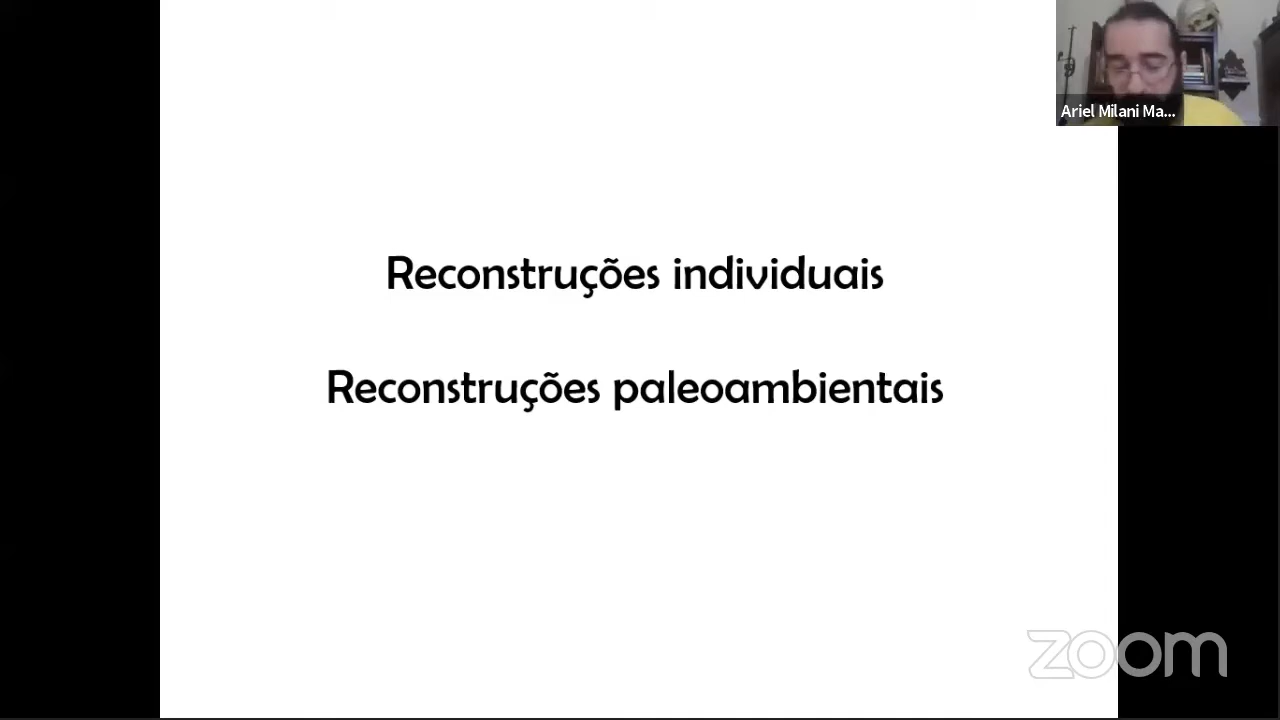 Ariel Milani Ma...
Reconstruções individuais
Reconstruções paleoambientais
zoom